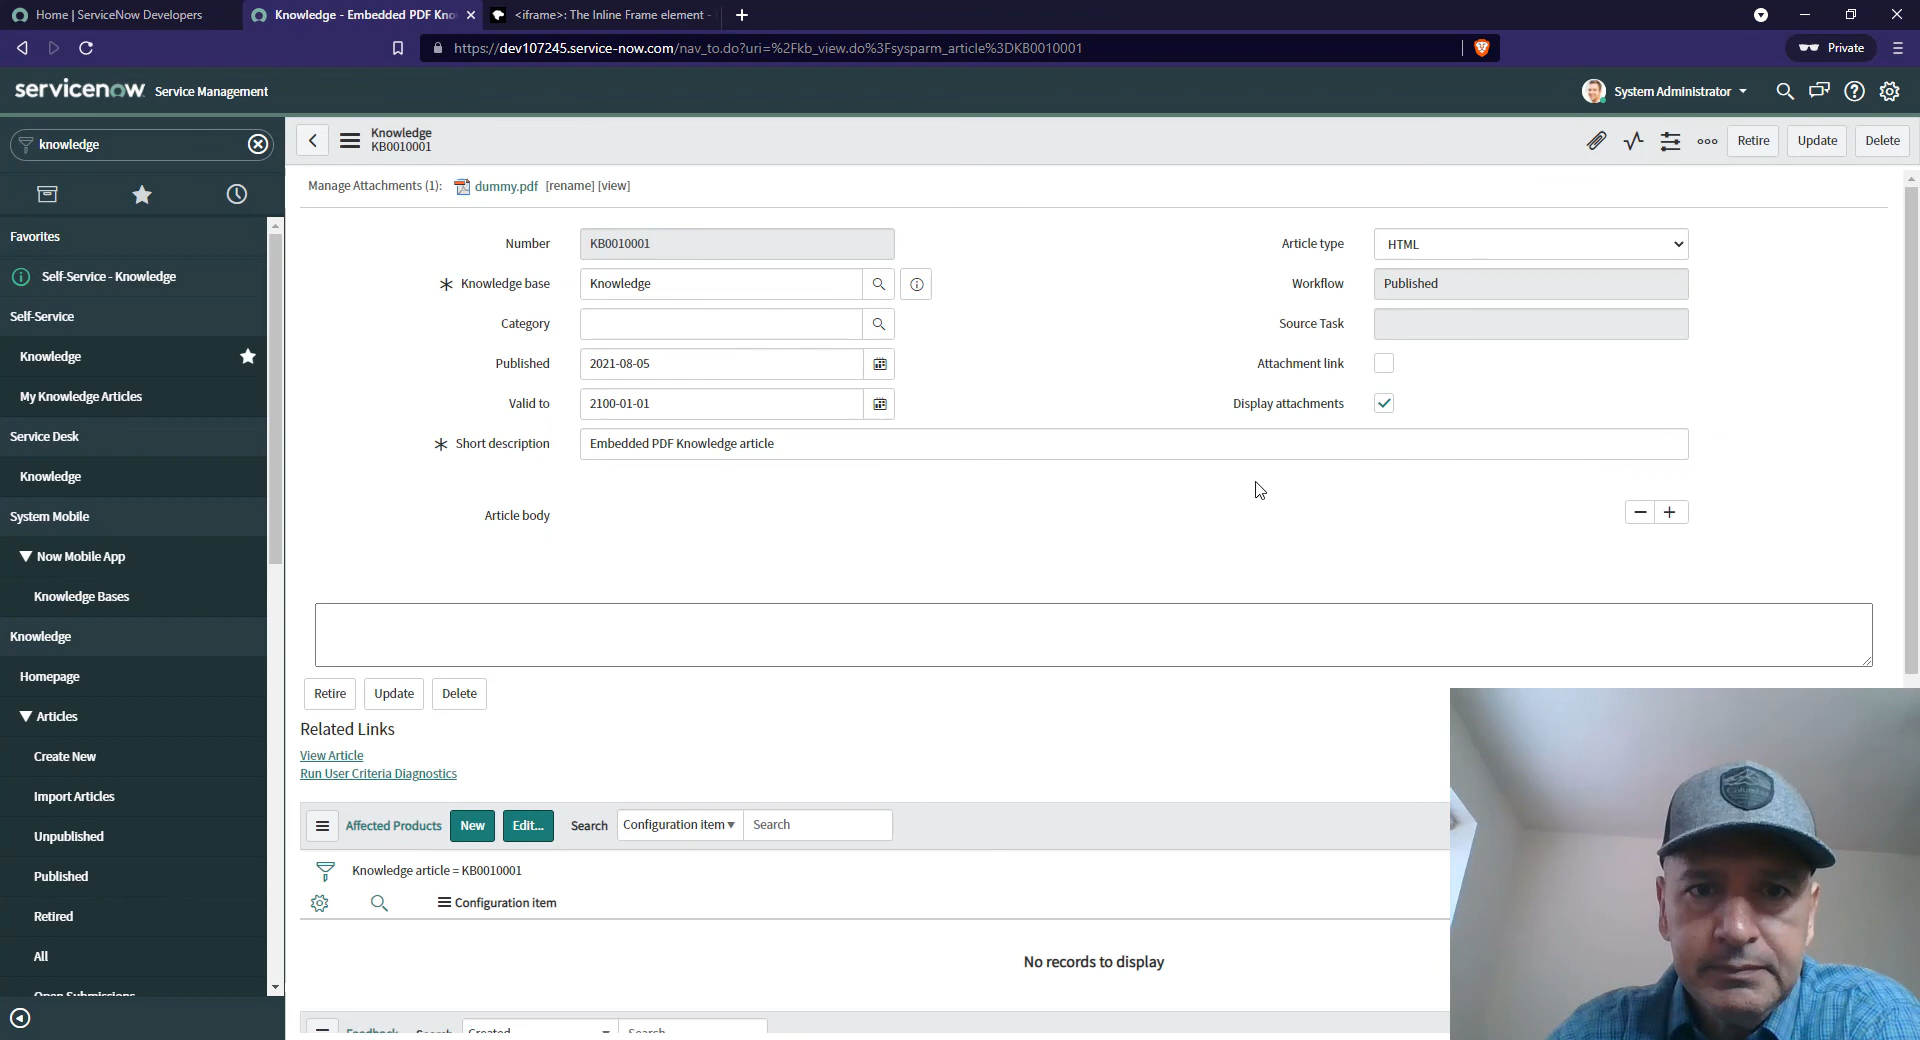 Home | ServiceNow Developers
Knowledge - Embedded PDF Kno
<iframe>: The Inline Frame element -
https://dev107245.service-now.com/nav_to.do?uri=%2Fkb_view.do%3Fsysparm_article%3DKB0010001
Private
servicenow Service Management
System Administrator
knowledge
Knowledge
KB0010001
Retire
Update
Delete
Manage Attachments (1): dummy.pdf [rename] [view]
Favorites
Self-Service - Knowledge
Self-Service
Knowledge
My Knowledge Articles
Service Desk
Knowledge
System Mobile
Now Mobile App
Knowledge Bases
Knowledge
Homepage
Articles
Create New
Import Articles
Unpublished
Published
Retired
All
Open Submissions
Number KB0010001
Article type HTML
Knowledge base Knowledge
Workflow Published
Category
Source Task
Published 2021-08-05
Attachment link
Valid to 2100-01-01
Display attachments
Short description Embedded PDF Knowledge article
Article body
Retire Update Delete
Related Links
View Article
Run User Criteria Diagnostics
Affected Products New Edit... Search Configuration item Search
Knowledge article = KB0010001
Configuration item
No records to display
Feedback Search Created Search
Columbia